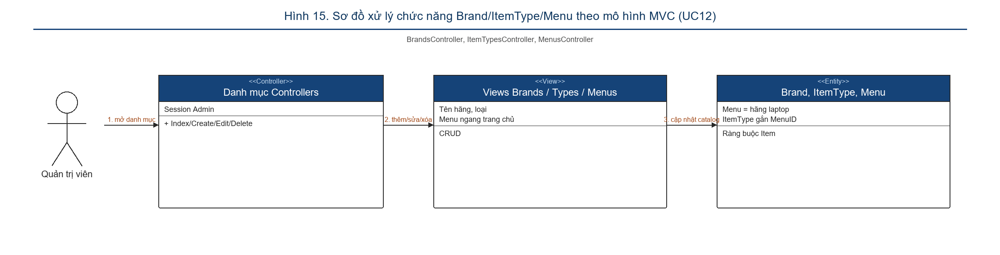 Hình 15. Sơ đồ xử lý chức năng Brand/ItemType/Menu theo mô hình MVC (UC12)
BrandsController, ItemTypesController, MenusController
Quản trị viên
1. mở danh mục
<<Controller>>
Danh mục Controllers
Session Admin
+ Index/Create/Edit/Delete
2. thêm/sửa/xóa
<<View>>
Views Brands / Types / Menus
Tên hãng, loại
Menu ngang trang chủ
CRUD
3. cập nhật catalog
<<Entity>>
Brand, ItemType, Menu
Menu = hãng laptop
ItemType gắn MenuID
Ràng buộc Item